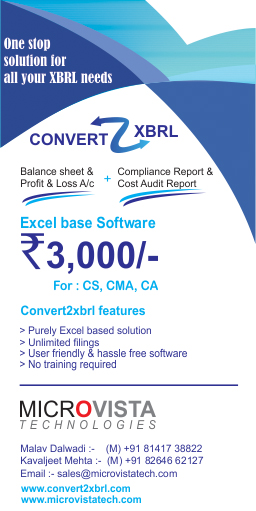 One stop
solution for
all your XBRL needs
CONVERT 2 XBRL
Balance sheet &
Profit & Loss A/c
+
Compliance Report &
Cost Audit Report
Excel base Software
₹3,000/-
For : CS, CMA, CA
Convert2xbrl features
> Purely Excel based solution
> Unlimited filings
> User friendly & hassle free software
> No training required
MICROVISTA
TECHNOLOGIES
Malav Dalwadi :- (M) +91 81417 38822
Kavaljeet Mehta :- (M) +91 82646 62127
Email :- sales@microvistatech.com
www.convert2xbrl.com
www.microvistatech.com